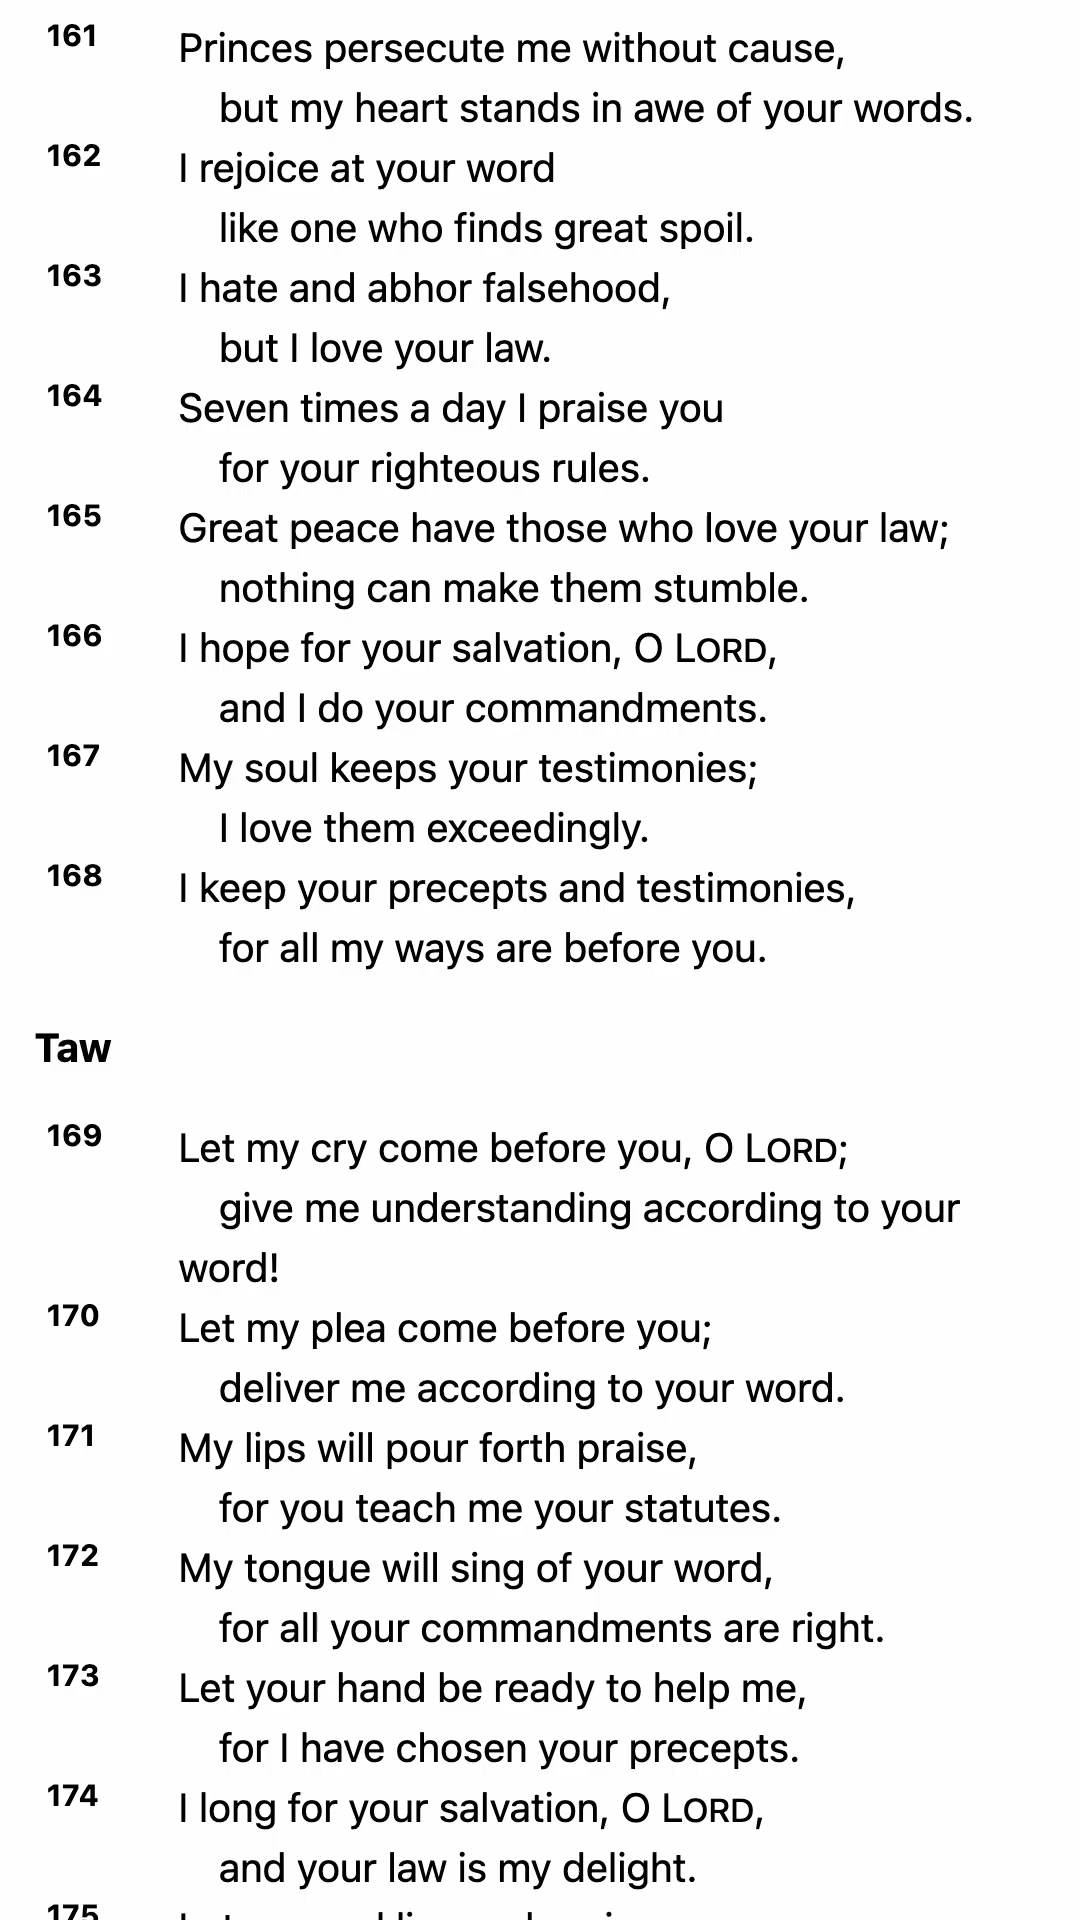 161 Princes persecute me without cause,
but my heart stands in awe of your words.
162 I rejoice at your word
like one who finds great spoil.
163 I hate and abhor falsehood,
but I love your law.
164 Seven times a day I praise you
for your righteous rules.
165 Great peace have those who love your law;
nothing can make them stumble.
166 I hope for your salvation, O LORD,
and I do your commandments.
167 My soul keeps your testimonies;
I love them exceedingly.
168 I keep your precepts and testimonies,
for all my ways are before you.
Taw
169 Let my cry come before you, O LORD;
give me understanding according to your
word!
170 Let my plea come before you;
deliver me according to your word.
171 My lips will pour forth praise,
for you teach me your statutes.
172 My tongue will sing of your word,
for all your commandments are right.
173 Let your hand be ready to help me,
for I have chosen your precepts.
174 I long for your salvation, O LORD,
and your law is my delight.
175